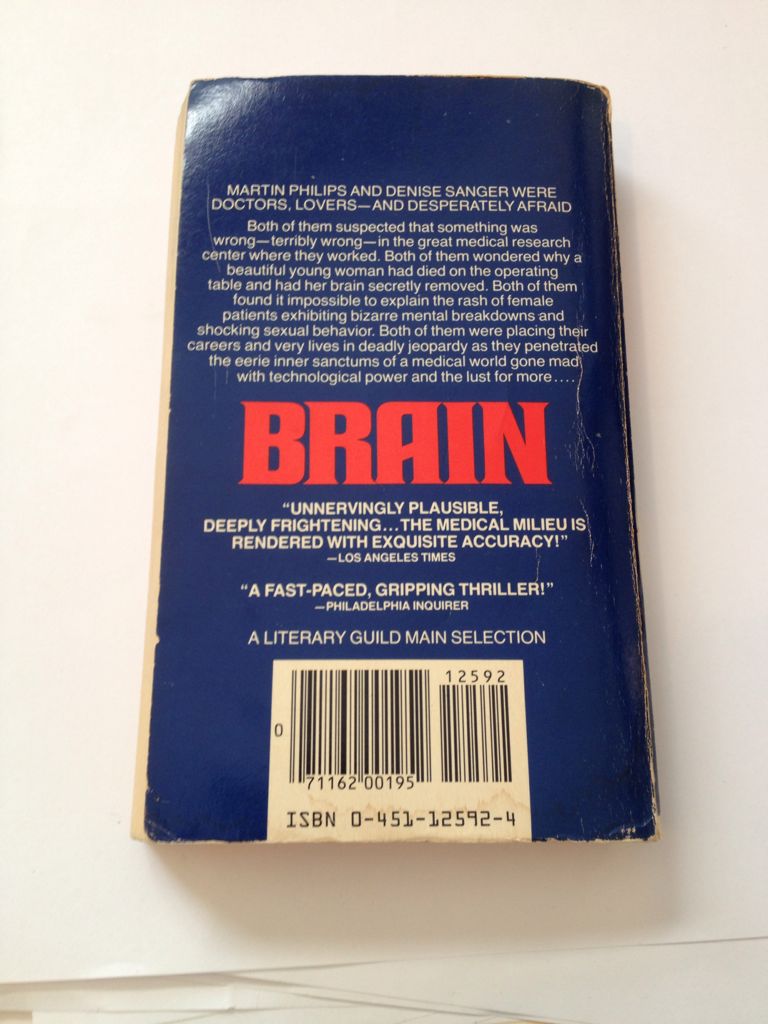 MARTIN PHILIPS AND DENISE SANGER WERE
DOCTORS, LOVERS—AND DESPERATELY AFRAID
Both of them suspected that something was
wrong—terribly wrong—in the great medical research
center where they worked. Both of them wondered why a
beautiful young woman had died on the operating
table and had her brain secretly removed. Both of them
found it impossible to explain the rash of female
patients exhibiting bizarre mental breakdowns and
shocking sexual behavior. Both of them were placing their
careers and very lives in deadly jeopardy as they penetrated
the eerie inner sanctums of a medical world gone mad
with technological power and the lust for more....
BRAIN
“UNNERVINGLY PLAUSIBLE,
DEEPLY FRIGHTENING...THE MEDICAL MILIEU IS
RENDERED WITH EXQUISITE ACCURACY!”
—LOS ANGELES TIMES
“A FAST-PACED, GRIPPING THRILLER!”
—PHILADELPHIA INQUIRER
A LITERARY GUILD MAIN SELECTION
12592
0
71162 00195
ISBN 0-451-12592-4